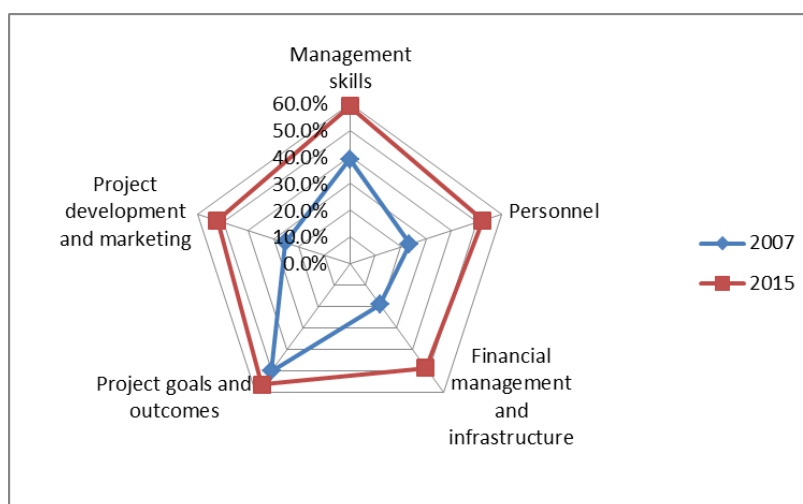 Management
skills
60.0%
50.0%
40.0%
30.0%
20.0%
10.0%
0.0%
Project
development
and marketing
Personnel
2007
2015
Project goals and
outcomes
Financial
management
and
infrastructure